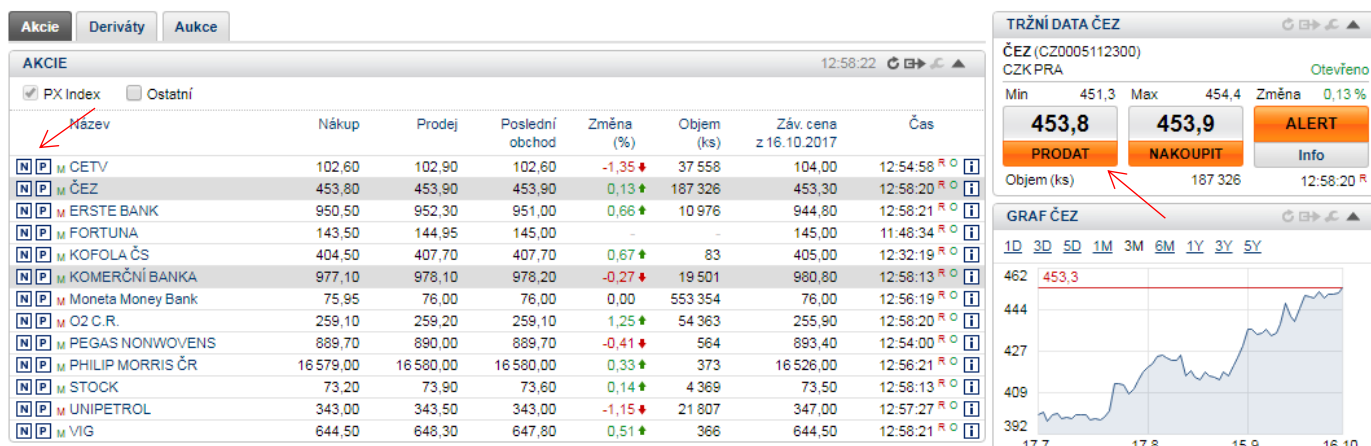 Akcie Deriváty Aukce
AKCIE 12:58:22
PX Index Ostatní
Název Nákup Prodej Poslední obchod Změna (%) Objem (ks) Záv. cena z 16.10.2017 Čas
N P M CETV 102,60 102,90 102,60 -1,35 37 558 104,00 12:54:58 R O i
N P M ČEZ 453,80 453,90 453,90 0,13 187 326 453,30 12:58:20 R O i
N P M ERSTE BANK 950,50 952,30 951,00 0,66 10 976 944,80 12:58:21 R O i
N P M FORTUNA 143,50 144,95 145,00 - - 145,00 11:48:34 R O i
N P M KOFOLA ČS 404,50 407,70 407,70 0,67 83 405,00 12:32:19 R O i
N P M KOMERČNÍ BANKA 977,10 978,10 978,20 -0,27 19 501 980,80 12:58:13 R O i
N P M Moneta Money Bank 75,95 76,00 76,00 0,00 553 354 76,00 12:56:19 R O i
N P M O2 C.R. 259,10 259,20 259,10 1,25 54 363 255,90 12:58:20 R O i
N P M PEGAS NONWOVENS 889,70 890,00 889,70 -0,41 564 893,40 12:54:00 R O i
N P M PHILIP MORRIS ČR 16 579,00 16 580,00 16 580,00 0,33 373 16 526,00 12:56:21 R O i
N P M STOCK 73,20 73,90 73,60 0,14 4 369 73,50 12:58:13 R O i
N P M UNIPETROL 343,00 343,50 343,00 -1,15 21 807 347,00 12:57:27 R O i
N P M VIG 644,50 648,30 647,80 0,51 366 644,50 12:58:21 R O i
TRŽNÍ DATA ČEZ
ČEZ (CZ0005112300)
CZK PRA Otevřeno
Min 451,3 Max 454,4 Změna 0,13 %
453,8 453,9 ALERT
PRODAT NAKOUPIT Info
Objem (ks) 187 326 12:58:20 R
GRAF ČEZ
1D 3D 5D 1M 3M 6M 1Y 3Y 5Y
462 453,3
444
427
409
392
17.7 17.8 15.9 16.10